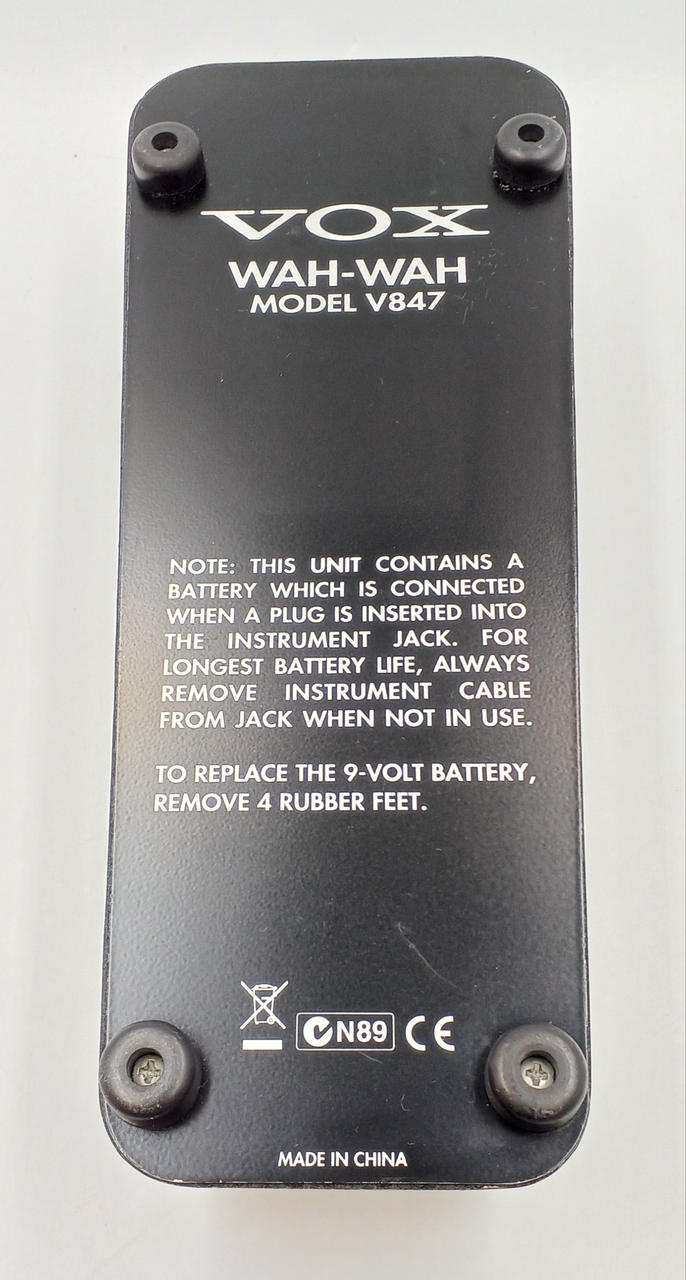 VOX
WAH-WAH
MODEL V847
NOTE: THIS UNIT CONTAINS A
BATTERY WHICH IS CONNECTED
WHEN A PLUG IS INSERTED INTO
THE INSTRUMENT JACK. FOR
LONGEST BATTERY LIFE, ALWAYS
REMOVE INSTRUMENT CABLE
FROM JACK WHEN NOT IN USE.
TO REPLACE THE 9-VOLT BATTERY,
REMOVE 4 RUBBER FEET.
N89 CE
MADE IN CHINA